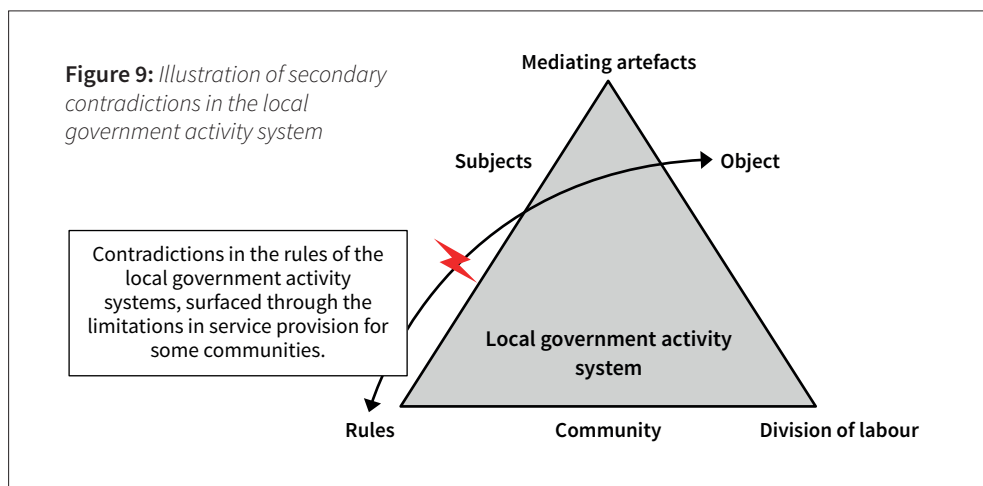 Figure 9: Illustration of secondary
contradictions in the local
government activity system
Mediating artefacts
Subjects
Object
Contradictions in the rules of the
local government activity
systems, surfaced through the
limitations in service provision for
some communities.
Local government activity
system
Rules
Community
Division of labour